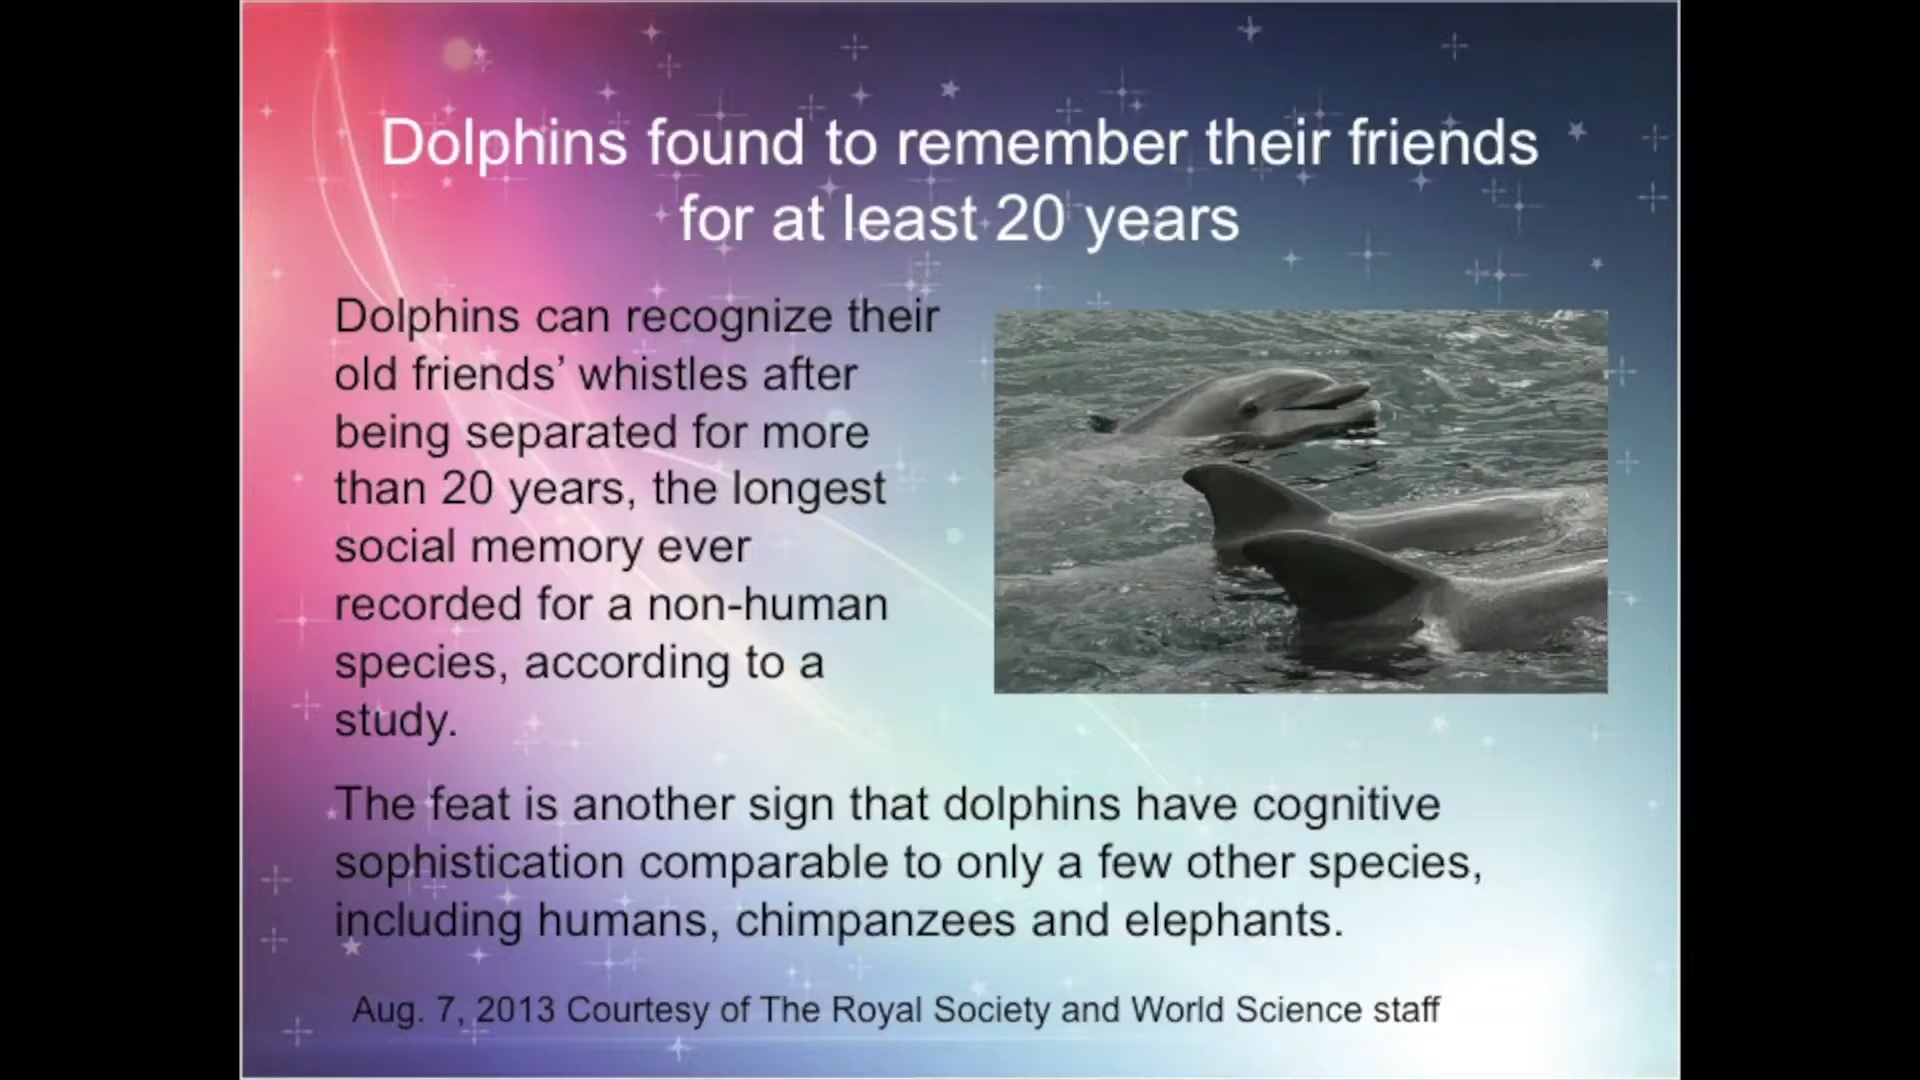 Dolphins found to remember their friends
for at least 20 years
Dolphins can recognize their
old friends’ whistles after
being separated for more
than 20 years, the longest
social memory ever
recorded for a non-human
species, according to a
study.
The feat is another sign that dolphins have cognitive
sophistication comparable to only a few other species,
including humans, chimpanzees and elephants.
Aug. 7, 2013 Courtesy of The Royal Society and World Science staff